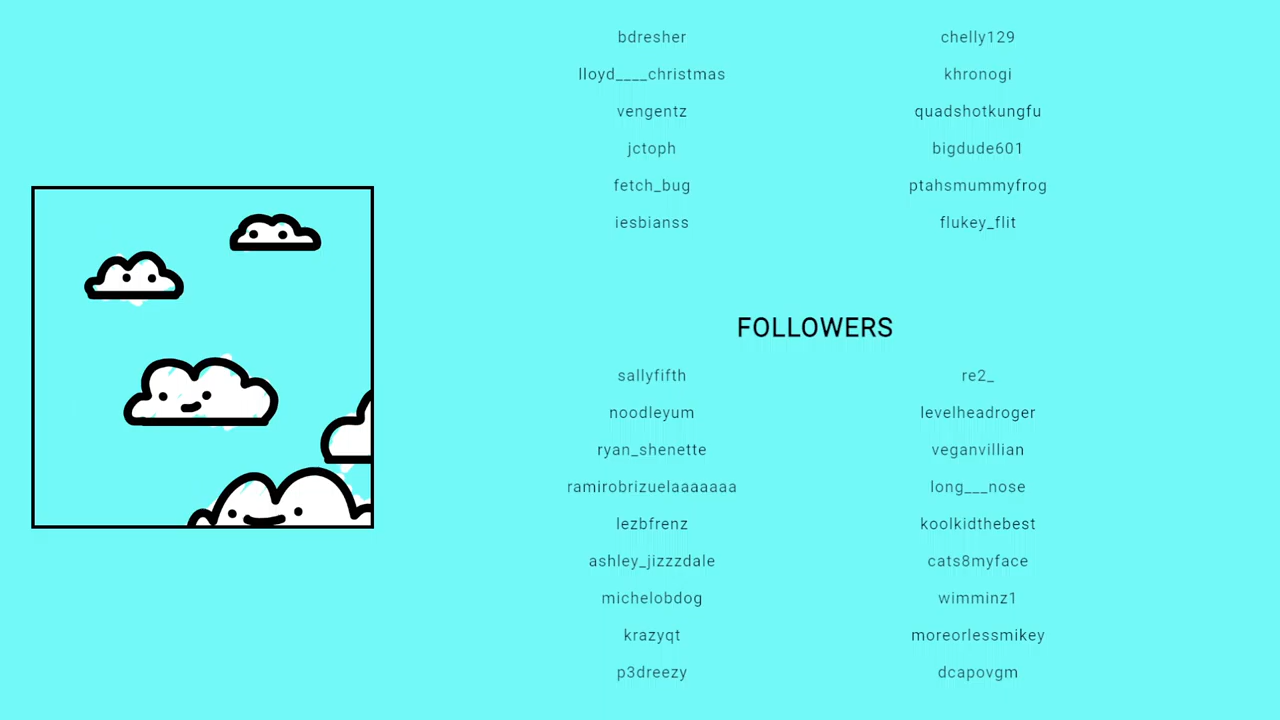 bdresher chelly129
lloyd____christmas khronogi
vengentz quadshotkungfu
jctoph bigdude601
fetch_bug ptahsmummyfrog
iesbianss flukey_flit
FOLLOWERS
sallyfifth re2_
noodleyum levelheadroger
ryan_shenette veganvillian
ramirobrizuelaaaaaaa long___nose
lezbfrenz koolkidthebest
ashley_jizzzdale cats8myface
michelobdog wimminz1
krazyqt moreorlessmikey
p3dreezy dcapovgm